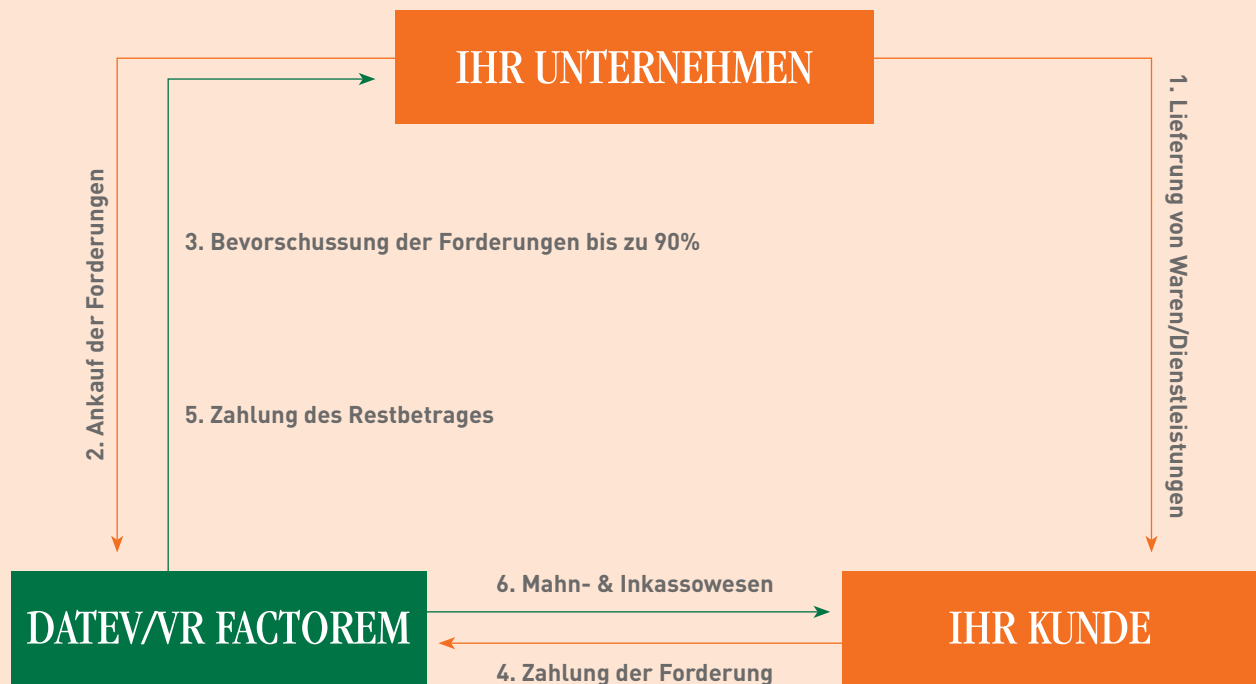 IHR UNTERNEHMEN
1. Lieferung von Waren/Dienstleistungen
2. Ankauf der Forderungen
3. Bevorschussung der Forderungen bis zu 90%
5. Zahlung des Restbetrages
6. Mahn- & Inkassowesen
DATEV/VR FACTOREM
IHR KUNDE
4. Zahlung der Forderung